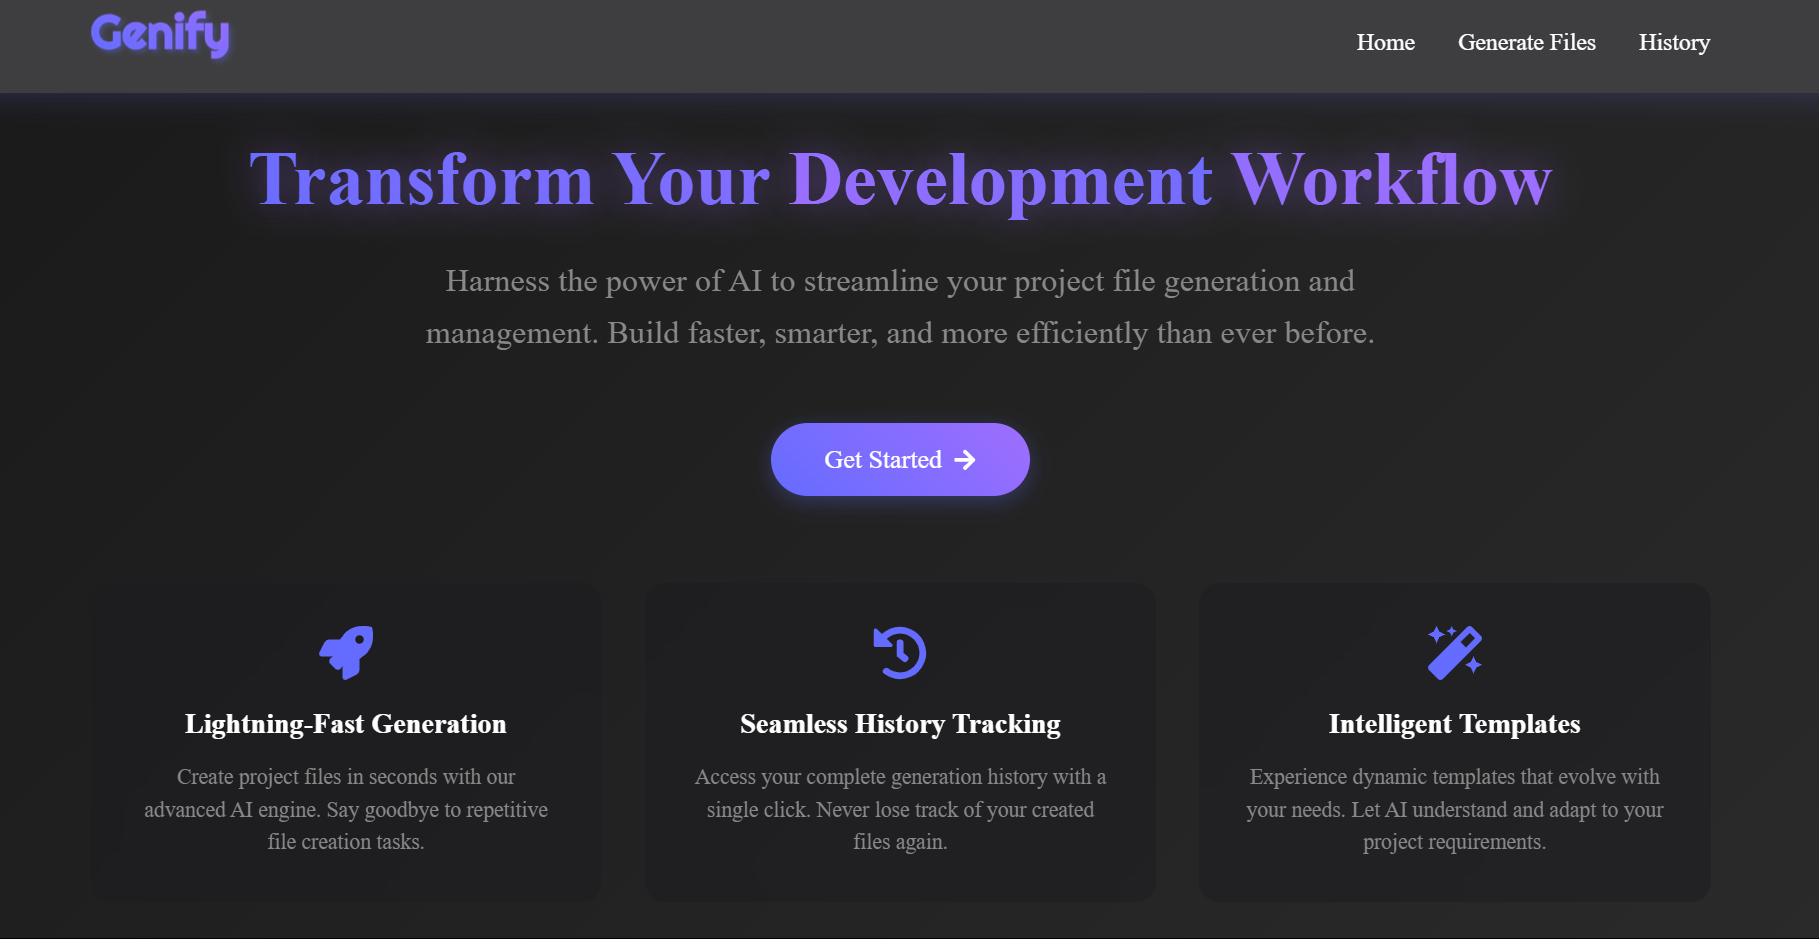 Genify
Home
Generate Files
History
Transform Your Development Workflow
Harness the power of AI to streamline your project file generation and
management. Build faster, smarter, and more efficiently than ever before.
Get Started
Lightning-Fast Generation
Create project files in seconds with our
advanced AI engine. Say goodbye to repetitive
file creation tasks.
Seamless History Tracking
Access your complete generation history with a
single click. Never lose track of your created
files again.
Intelligent Templates
Experience dynamic templates that evolve with
your needs. Let AI understand and adapt to your
project requirements.